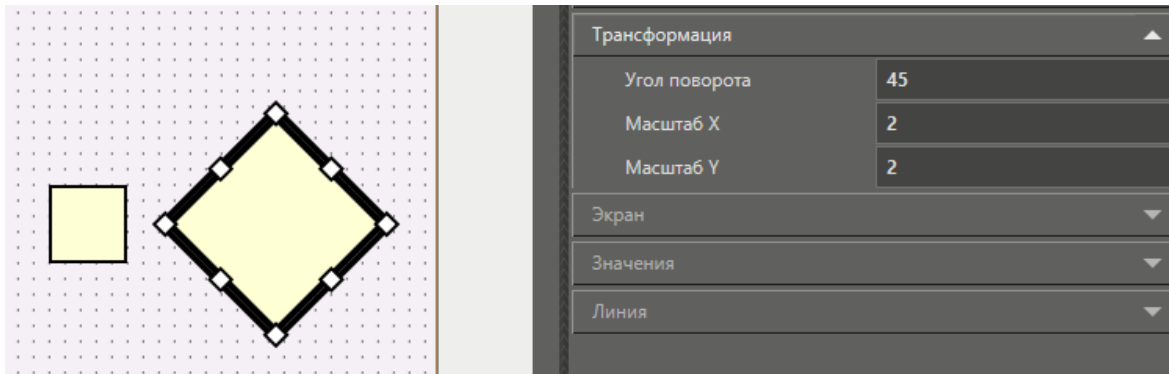 Трансформация
Угол поворота 45
Масштаб X 2
Масштаб Y 2
Экран
Значения
Линия